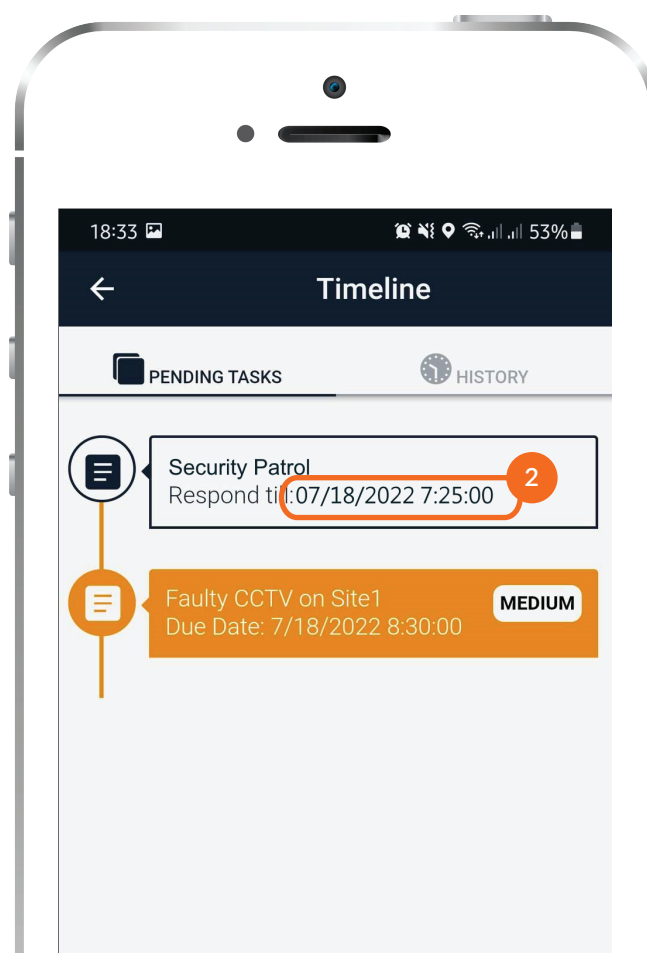 18:33 53%
Timeline
PENDING TASKS HISTORY
Security Patrol
Respond till:07/18/2022 7:25:00
2
Faulty CCTV on Site1
MEDIUM
Due Date: 7/18/2022 8:30:00